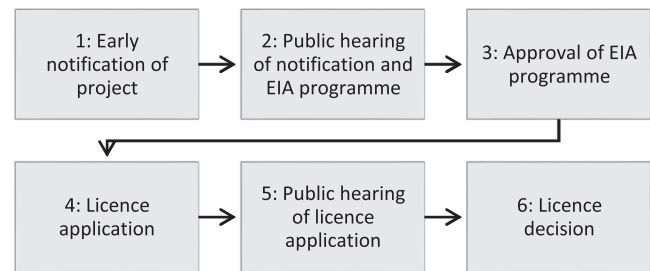 1: Early
notification of
project
2: Public hearing
of notification and
EIA programme
3: Approval of EIA
programme
4: Licence
application
5: Public hearing
of licence
application
6: Licence
decision